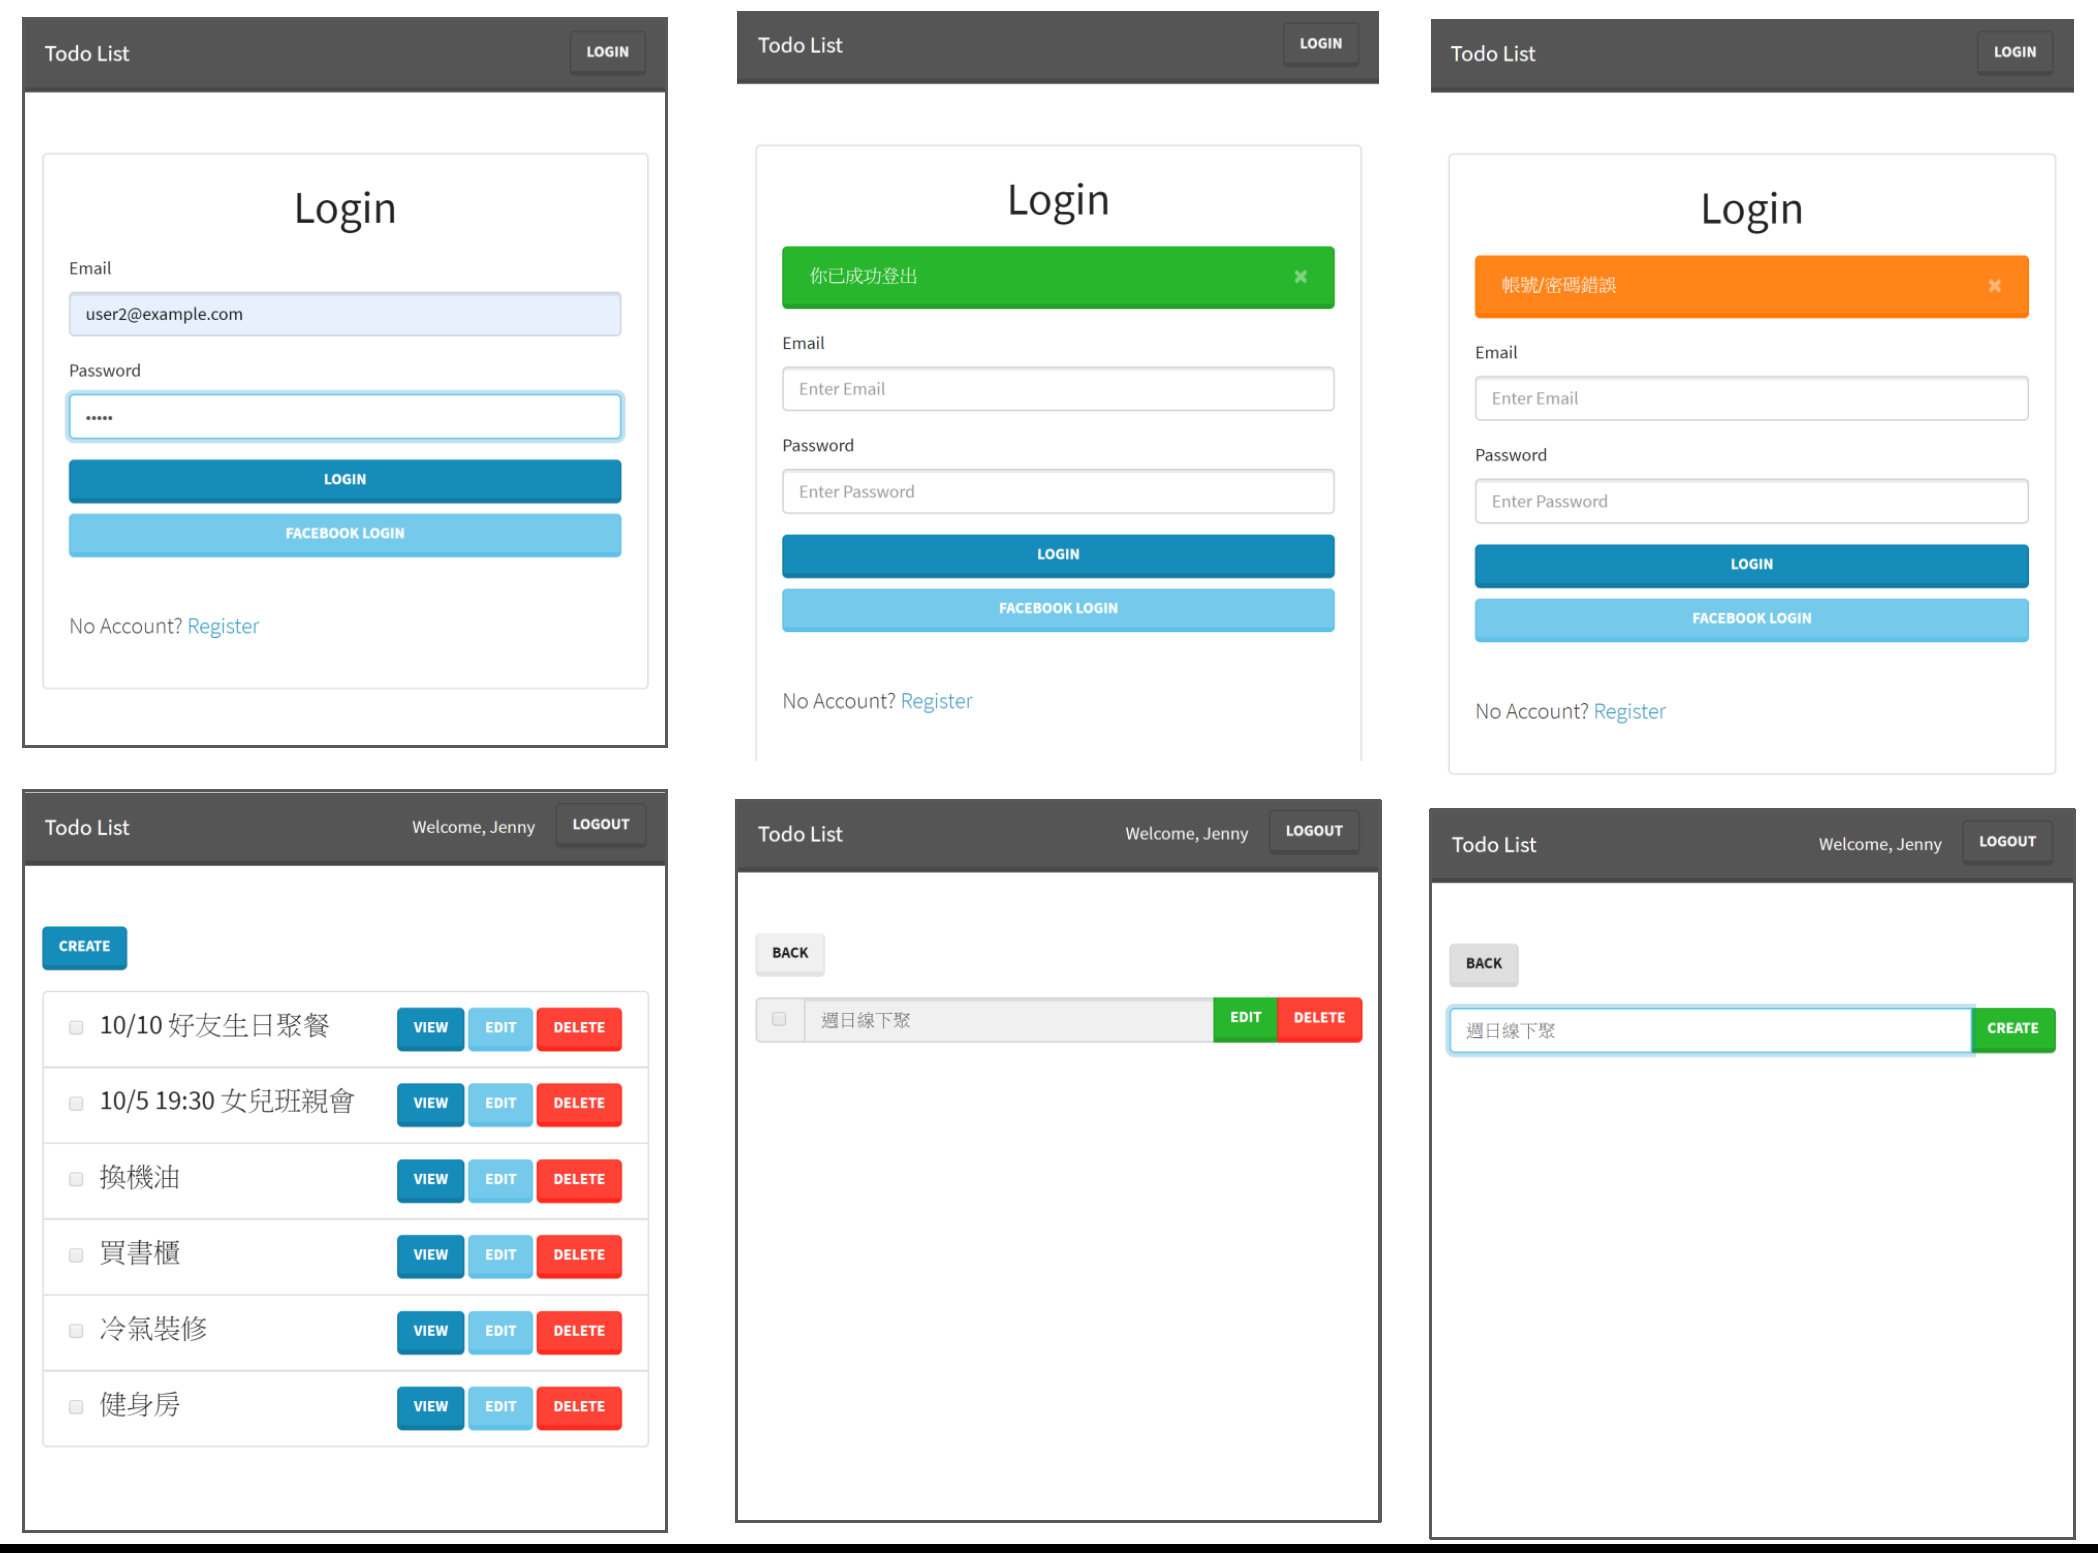 Todo List
LOGIN
Login
Email
user2@example.com
Password
•••••
LOGIN
FACEBOOK LOGIN
No Account? Register
Todo List
LOGIN
Login
你已成功登出
×
Email
Enter Email
Password
Enter Password
LOGIN
FACEBOOK LOGIN
No Account? Register
Todo List
LOGIN
Login
帳號/密碼錯誤
×
Email
Enter Email
Password
Enter Password
LOGIN
FACEBOOK LOGIN
No Account? Register
Todo List Welcome, Jenny LOGOUT
CREATE
10/10 好友生日聚餐 VIEW EDIT DELETE
10/5 19:30 女兒班親會 VIEW EDIT DELETE
換機油 VIEW EDIT DELETE
買書櫃 VIEW EDIT DELETE
冷氣裝修 VIEW EDIT DELETE
健身房 VIEW EDIT DELETE
Todo List Welcome, Jenny LOGOUT
BACK
週日線下聚 EDIT DELETE
Todo List Welcome, Jenny LOGOUT
BACK
週日線下聚 CREATE